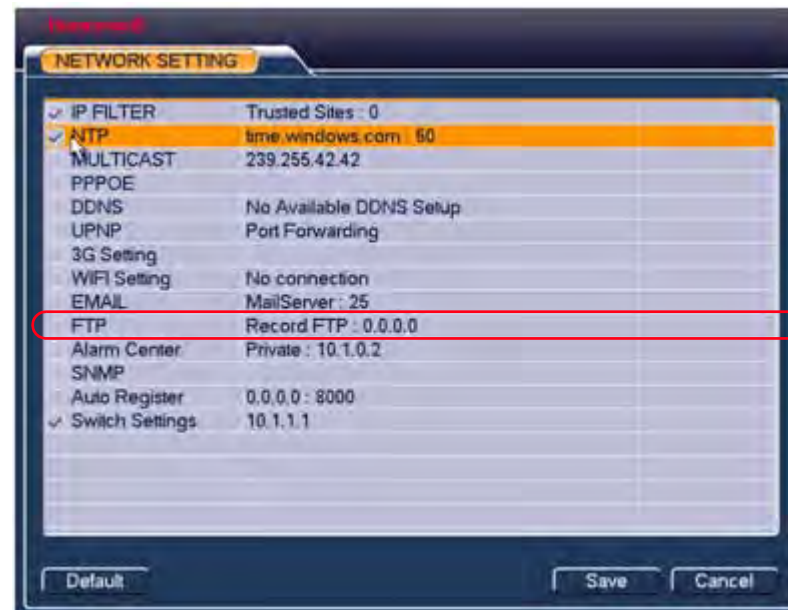 Honeywell
NETWORK SETTING
IP FILTER Trusted Sites : 0
NTP time.windows.com : 60
MULTICAST 239.255.42.42
PPPOE
DDNS No Available DDNS Setup
UPNP Port Forwarding
3G Setting
WIFI Setting No connection
EMAIL MailServer : 25
FTP Record FTP : 0.0.0.0
Alarm Center Private : 10.1.0.2
SNMP
Auto Register 0.0.0.0 : 8000
Switch Settings 10.1.1.1
Default Save Cancel